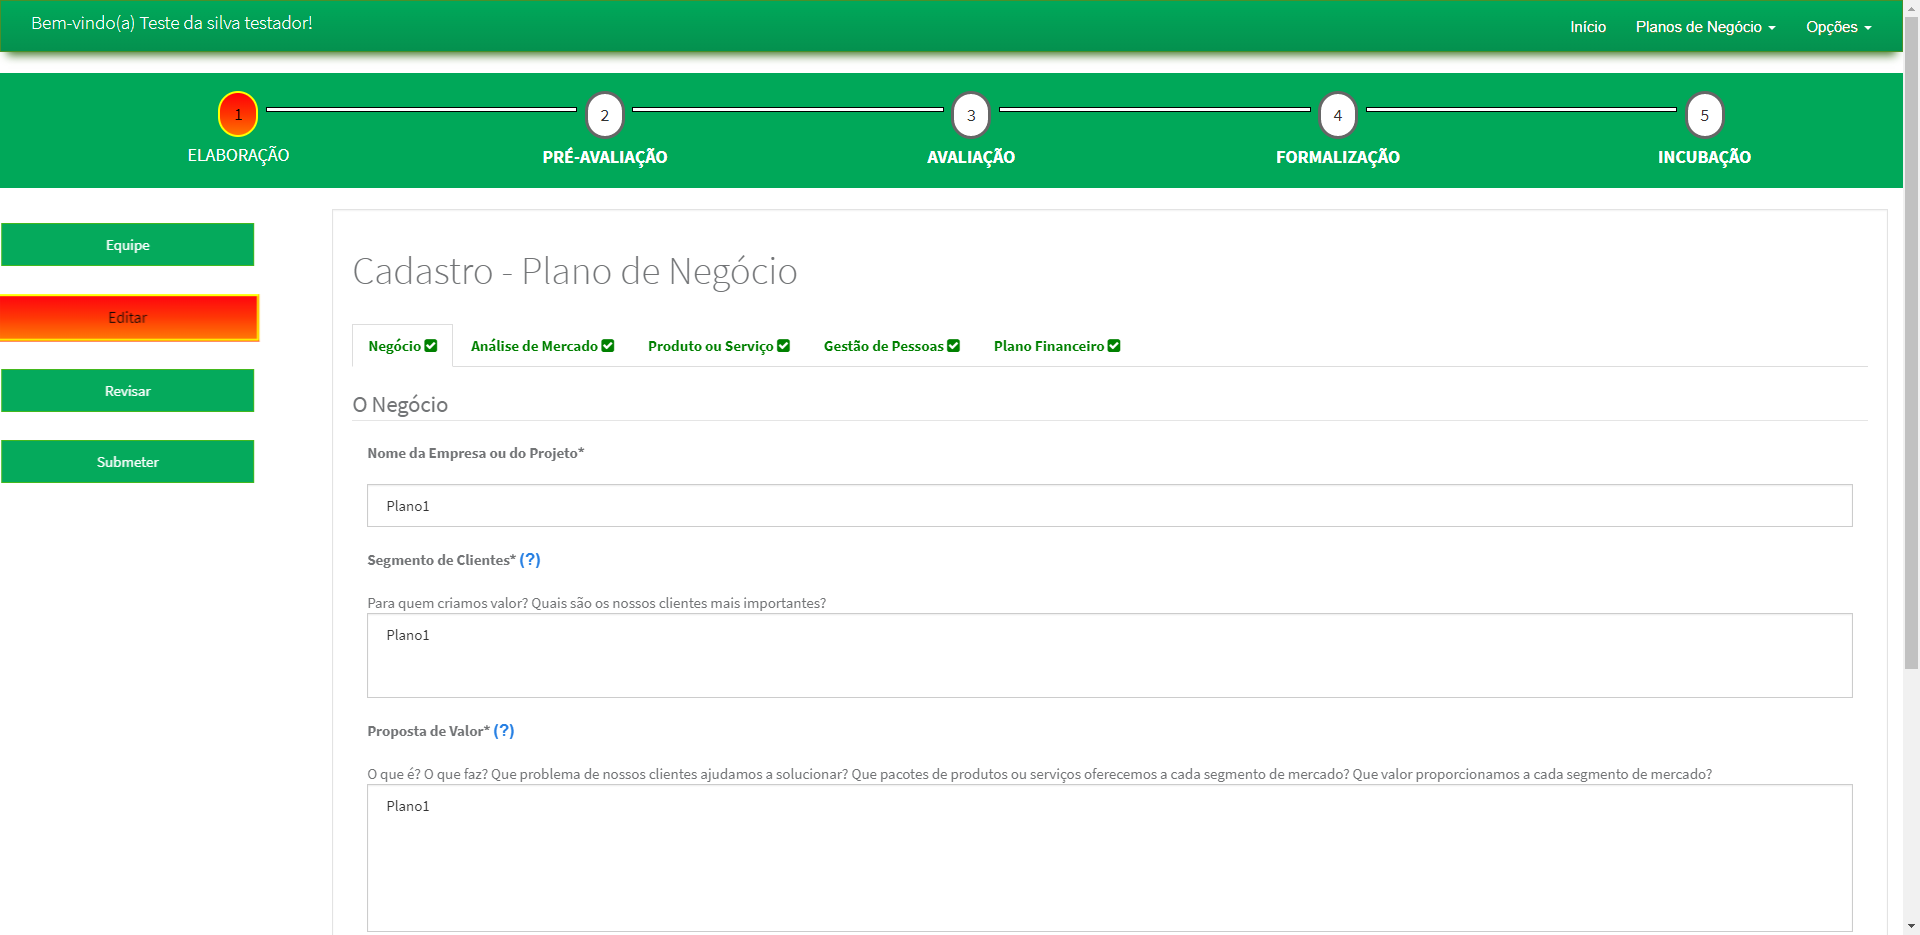 Bem-vindo(a) Teste da silva testador!
Início
Planos de Negócio
Opções
1
2
3
4
5
ELABORAÇÃO
PRÉ-AVALIAÇÃO
AVALIAÇÃO
FORMALIZAÇÃO
INCUBAÇÃO
Equipe
Editar
Revisar
Submeter
Cadastro - Plano de Negócio
Negócio
Análise de Mercado
Produto ou Serviço
Gestão de Pessoas
Plano Financeiro
O Negócio
Nome da Empresa ou do Projeto*
Plano1
Segmento de Clientes* (?)
Para quem criamos valor? Quais são os nossos clientes mais importantes?
Plano1
Proposta de Valor* (?)
O que é? O que faz? Que problema de nossos clientes ajudamos a solucionar? Que pacotes de produtos ou serviços oferecemos a cada segmento de mercado? Que valor proporcionamos a cada segmento de mercado?
Plano1